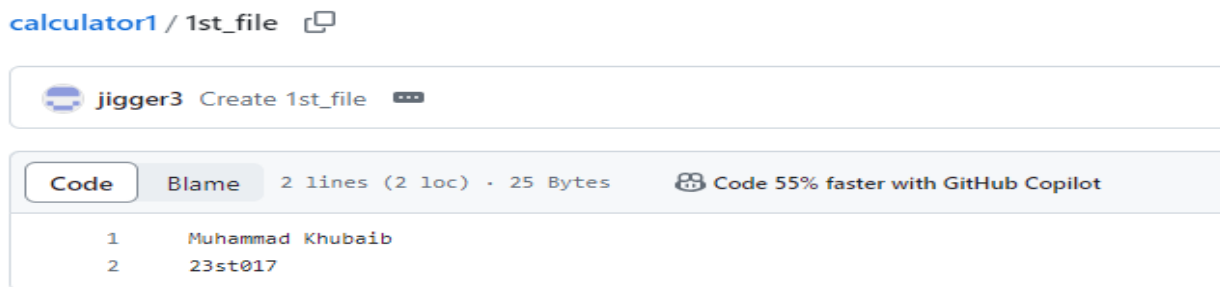 calculator1 / 1st_file
jigger3 Create 1st_file
Code Blame 2 lines (2 loc) · 25 Bytes Code 55% faster with GitHub Copilot
1 Muhammad Khubaib
2 23st017